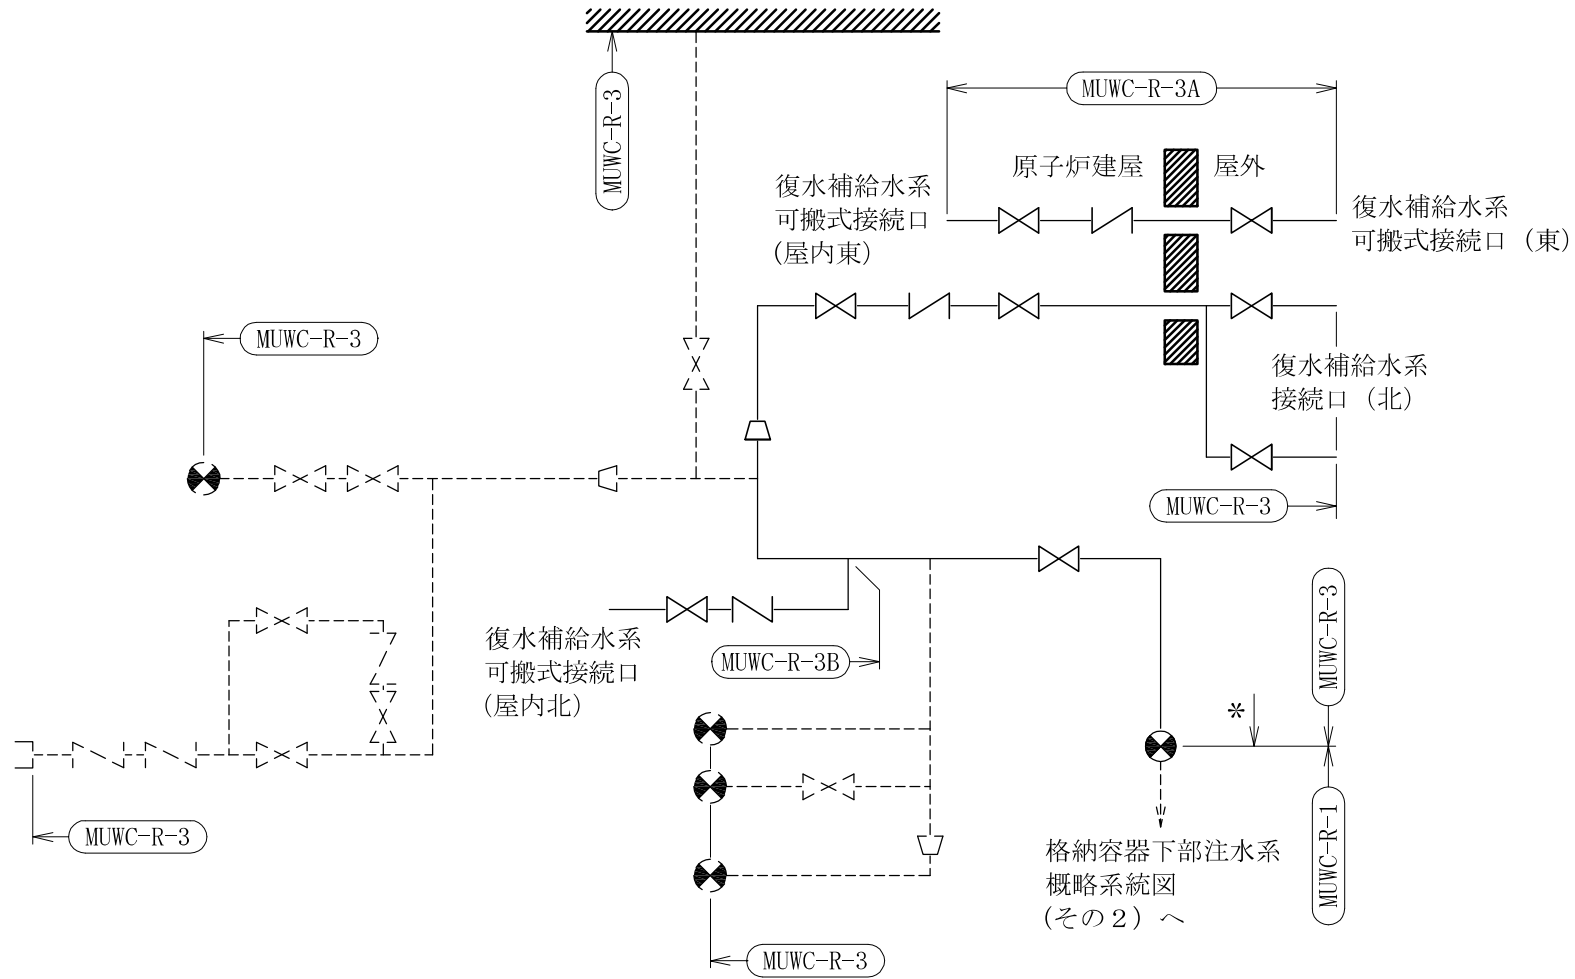 MUWC-R-3
MUWC-R-3A
原子炉建屋
屋外
復水補給水系
可搬式接続口
(屋内東)
復水補給水系
可搬式接続口 (東)
MUWC-R-3
復水補給水系
接続口 (北)
MUWC-R-3
復水補給水系
可搬式接続口
(屋内北)
MUWC-R-3B
MUWC-R-3
*
MUWC-R-3
MUWC-R-1
格納容器下部注水系
概略系統図
(その2) へ
MUWC-R-3